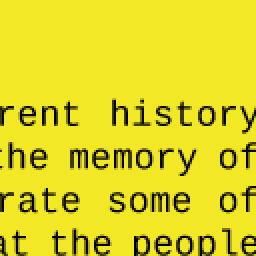 rent history
the memory of
rate some of
at the people